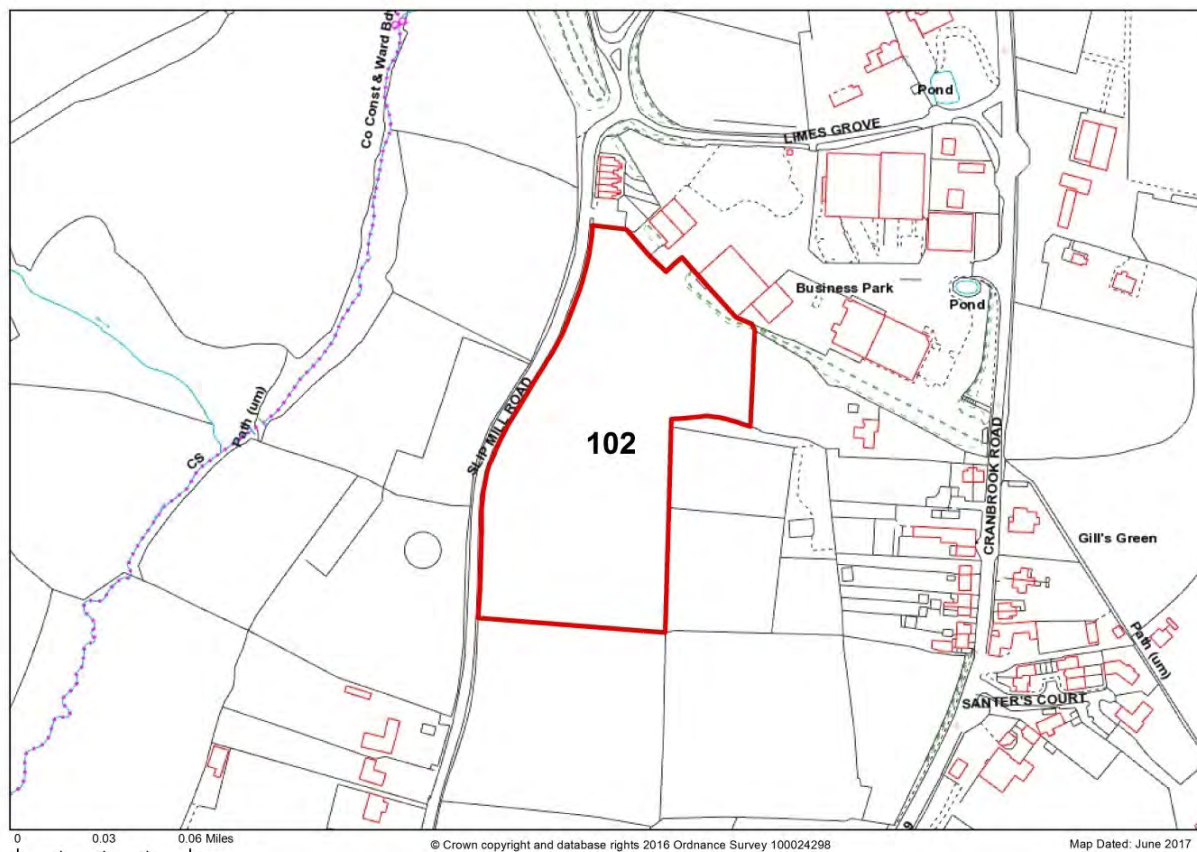 Co Const & Ward Bdy
Pond
LIMES GROVE
Business Park
Pond
SLIP MILL ROAD
Path (um)
CS
102
CRANBROOK ROAD
Gill's Green
Path (um)
SANTER'S COURT
9
0 0.03 0.06 Miles
© Crown copyright and database rights 2016 Ordnance Survey 100024298
Map Dated: June 2017